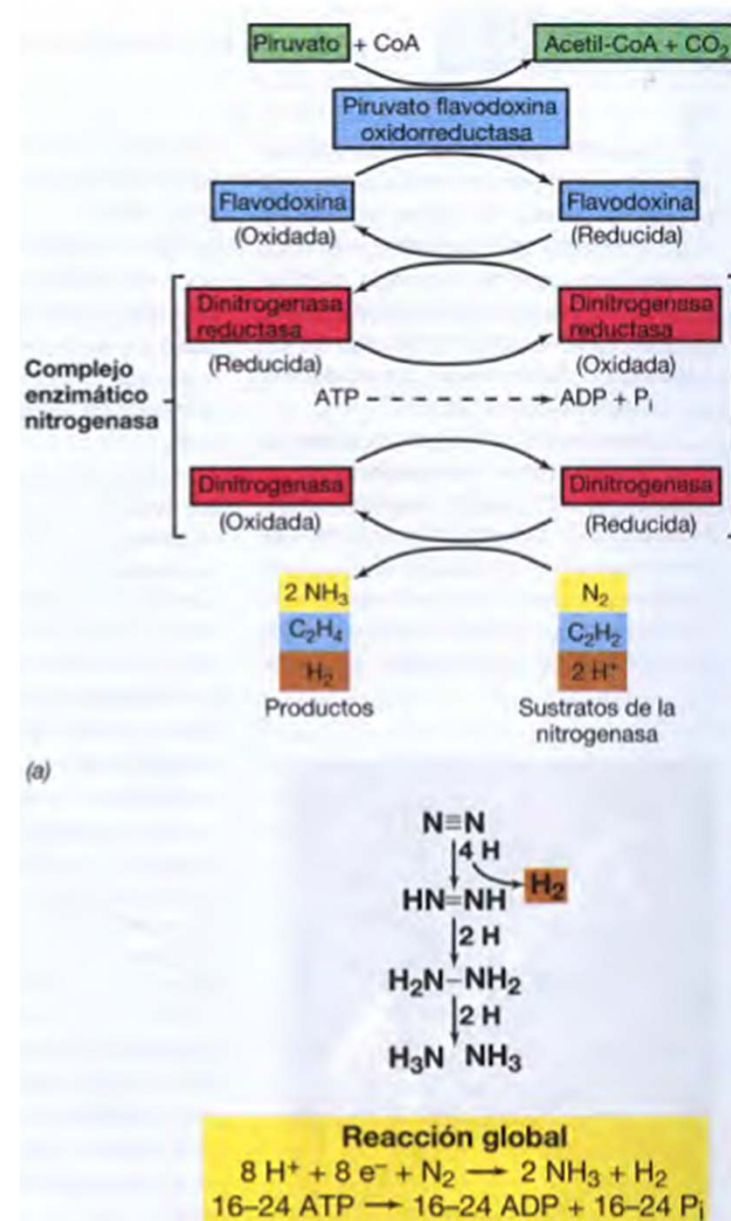 Piruvato + CoA
Acetil-CoA + CO₂
Piruvato flavodoxina
oxidorreductasa
Flavodoxina
(Oxidada)
Flavodoxina
(Reducida)
Complejo
enzimático
nitrogenasa
Dinitrogenasa
reductasa
(Reducida)
Dinitrogenasa
reductasa
(Oxidada)
ATP
ADP + Pi
Dinitrogenasa
(Oxidada)
Dinitrogenasa
(Reducida)
2 NH₃
C₂H₄
H₂
Productos
N₂
C₂H₂
2 H⁺
Sustratos de la
nitrogenasa
(a)
N≡N
4 H
H₂
HN=NH
2 H
H₂N–NH₂
2 H
H₃N NH₃
Reacción global
8 H⁺ + 8 e⁻ + N₂ → 2 NH₃ + H₂
16–24 ATP → 16–24 ADP + 16–24 Pi